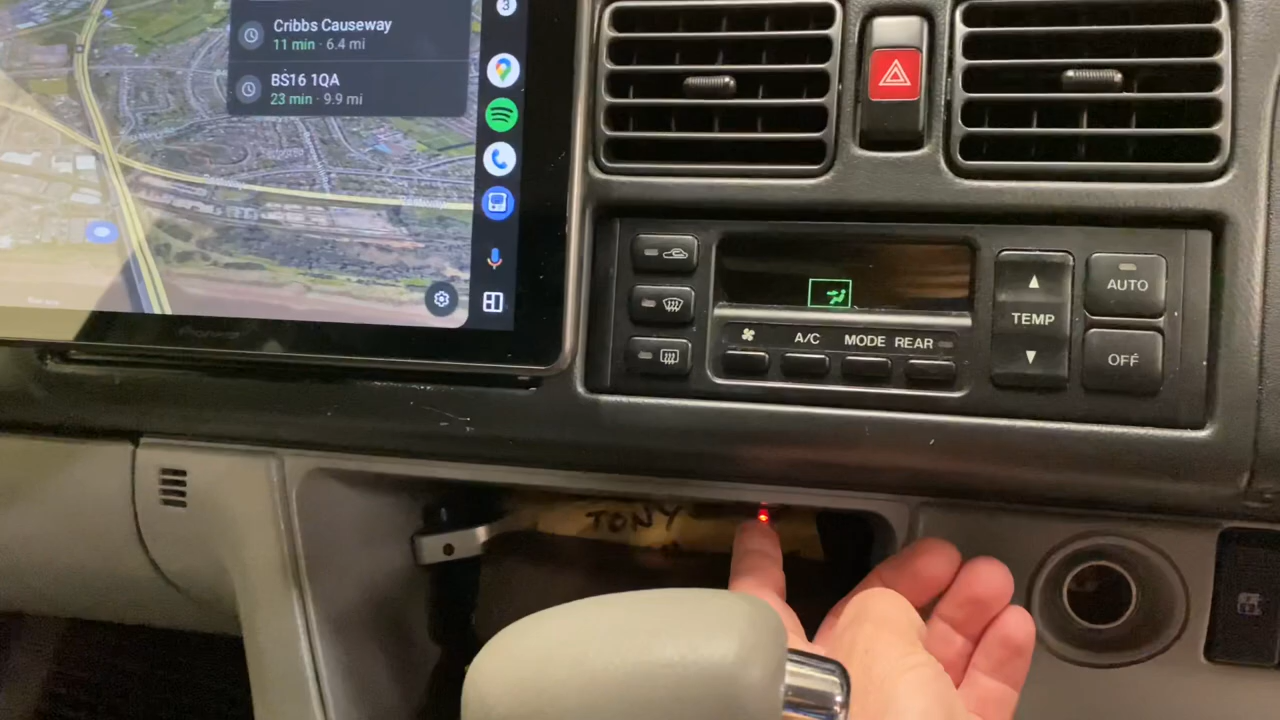 3
Cribbs Causeway
11 min · 6.4 mi
BS16 1QA
23 min · 9.9 mi
A/C
MODE
REAR
TEMP
AUTO
OFF
TONY